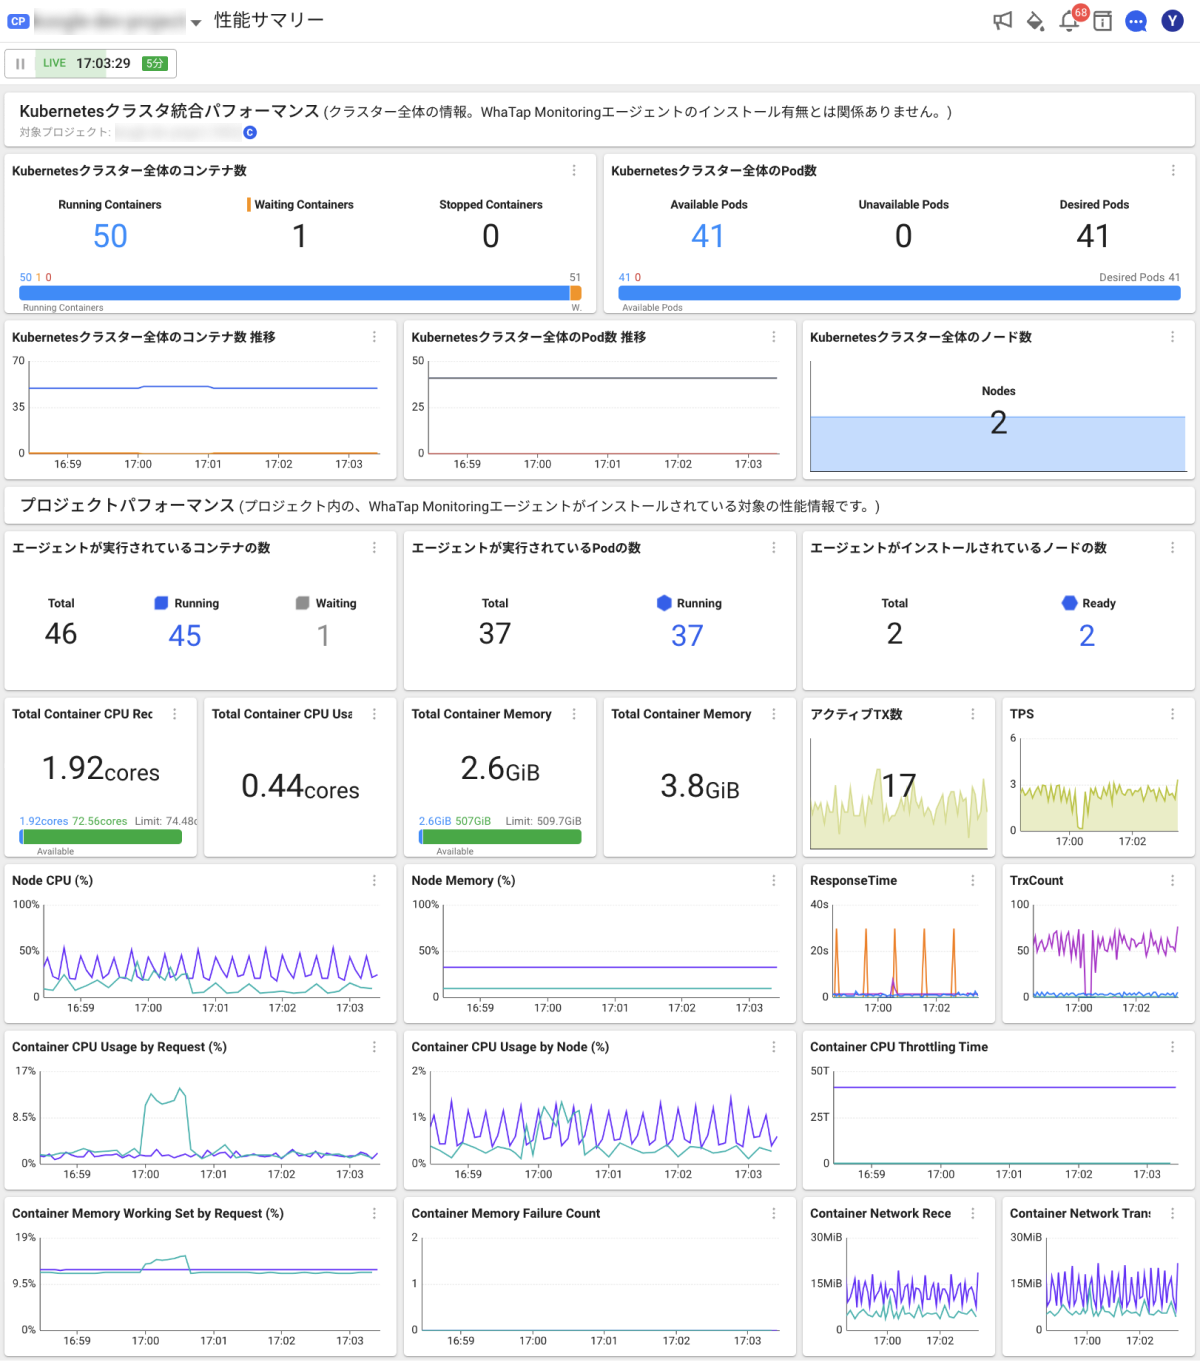 CP
性能サマリー
68
Y
LIVE 17:03:29 5分
Kubernetesクラスタ統合パフォーマンス (クラスター全体の情報。WhaTap Monitoringエージェントのインストール有無とは関係ありません。)
対象プロジェクト:
C
Kubernetesクラスター全体のコンテナ数
Running Containers Waiting Containers Stopped Containers
50 1 0
50 1 0 51
Running Containers W.
Kubernetesクラスター全体のPod数
Available Pods Unavailable Pods Desired Pods
41 0 41
41 0 Desired Pods 41
Available Pods
Kubernetesクラスター全体のコンテナ数 推移
70
35
0
16:59 17:00 17:01 17:02 17:03
Kubernetesクラスター全体のPod数 推移
50
25
0
16:59 17:00 17:01 17:02 17:03
Kubernetesクラスター全体のノード数
Nodes
2
プロジェクトパフォーマンス (プロジェクト内の、WhaTap Monitoringエージェントがインストールされている対象の性能情報です。)
エージェントが実行されているコンテナの数
Total Running Waiting
46 45 1
エージェントが実行されているPodの数
Total Running
37 37
エージェントがインストールされているノードの数
Total Ready
2 2
Total Container CPU Rec
1.92cores
1.92cores 72.56cores Limit: 74.48c
Available
Total Container CPU Usa
0.44cores
Total Container Memory
2.6GiB
2.6GiB 507GiB Limit: 509.7GiB
Available
Total Container Memory
3.8GiB
アクティブTX数
17
TPS
6
3
0
17:00 17:02
Node CPU (%)
100%
50%
0
16:59 17:00 17:01 17:02 17:03
Node Memory (%)
100%
50%
0
16:59 17:00 17:01 17:02 17:03
ResponseTime
40s
20s
0
17:00 17:02
TrxCount
100
50
0
17:00 17:02
Container CPU Usage by Request (%)
17%
8.5%
0%
16:59 17:00 17:01 17:02 17:03
Container CPU Usage by Node (%)
2%
1%
0%
16:59 17:00 17:01 17:02 17:03
Container CPU Throttling Time
50T
25T
0
16:59 17:00 17:01 17:02 17:03
Container Memory Working Set by Request (%)
19%
9.5%
0%
16:59 17:00 17:01 17:02 17:03
Container Memory Failure Count
2
1
0
16:59 17:00 17:01 17:02 17:03
Container Network Rece
30MiB
15MiB
0
17:00 17:02
Container Network Tran
30MiB
15MiB
0
17:00 17:02